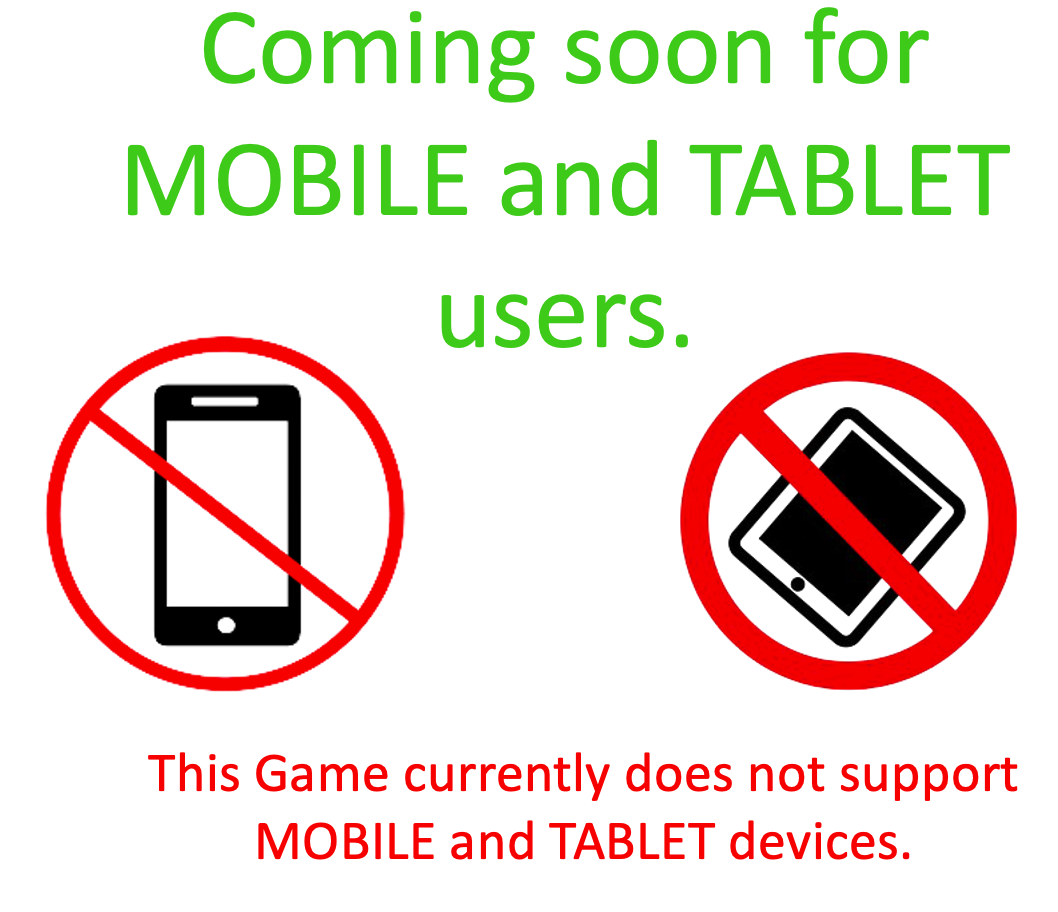 Coming soon for
MOBILE and TABLET
users.
This Game currently does not support
MOBILE and TABLET devices.